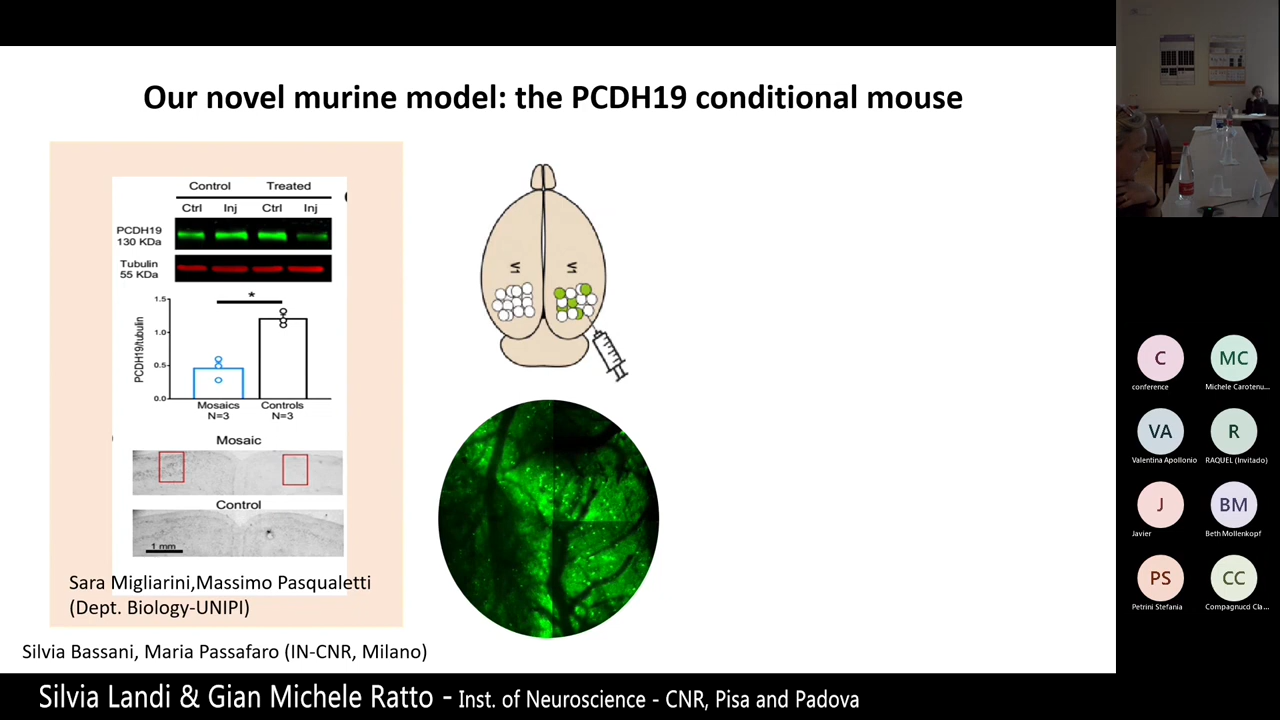 Our novel murine model: the PCDH19 conditional mouse
Control Treated
Ctrl Inj Ctrl Inj
PCDH19
130 KDa
Tubulin
55 KDa
*
1.5
1.0
0.5
0.0
PCDH19/tubulin
Mosaics Controls
N=3 N=3
Mosaic
Control
1 mm
Sara Migliarini,Massimo Pasqualetti
(Dept. Biology-UNIPI)
Silvia Bassani, Maria Passafaro (IN-CNR, Milano)
V1 V1
Silvia Landi & Gian Michele Ratto - Inst. of Neuroscience - CNR, Pisa and Padova
C MC
conference Michele Carotenu...
VA R
Valentina Apollonio RAQUEL (Invitado)
J BM
Javier Beth Mollenkopf
PS CC
Petrini Stefania Compagnucci Cla...